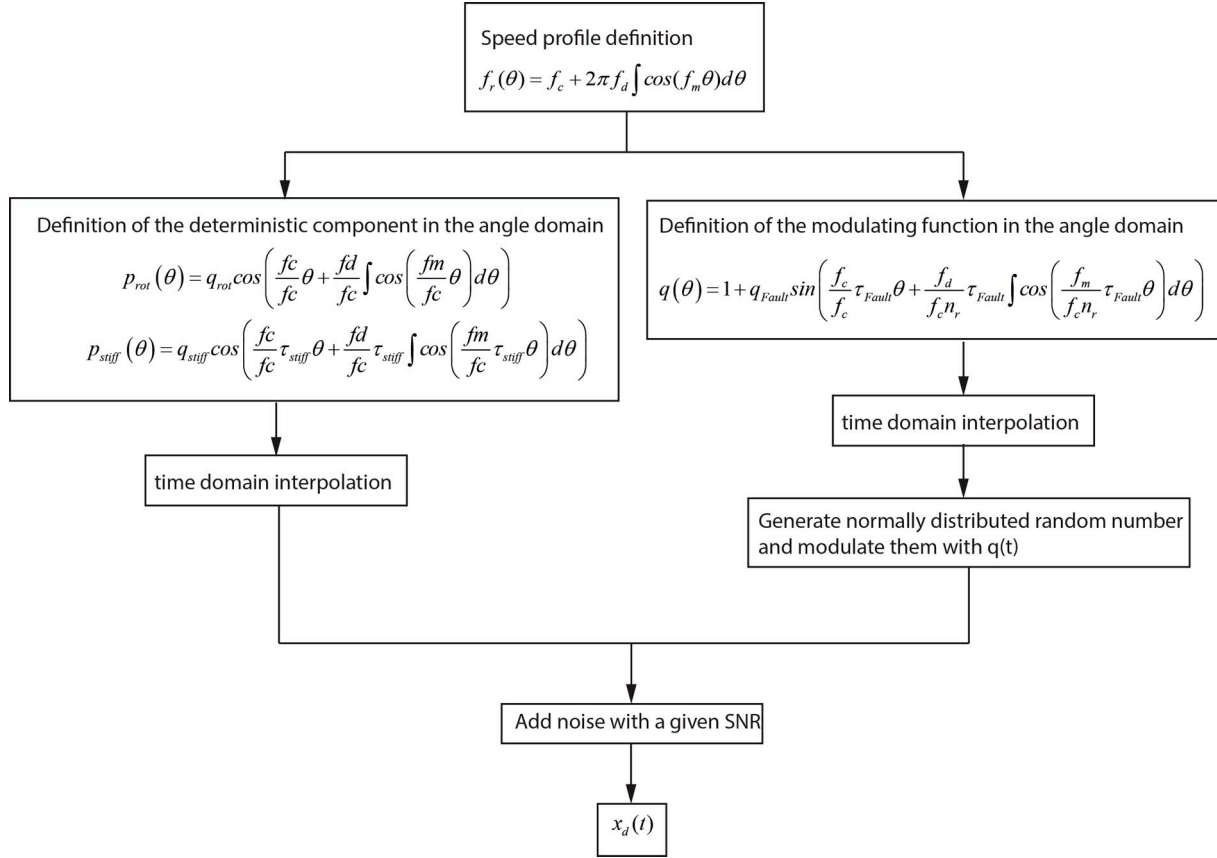 Speed profile definition
f_r(θ) = f_c + 2π f_d ∫ cos(f_m θ)dθ
Definition of the deterministic component in the angle domain
p_rot(θ) = q_rot cos(fc/fc θ + fd/fc ∫ cos(fm/fc θ)dθ)
p_stiff(θ) = q_stiff cos(fc/fc τ_stiff θ + fd/fc τ_stiff ∫ cos(fm/fc τ_stiff θ)dθ)
time domain interpolation
Definition of the modulating function in the angle domain
q(θ) = 1 + q_Fault sin(f_c/f_c τ_Fault θ + f_d/f_c n_r τ_Fault ∫ cos(f_m/f_c n_r τ_Fault θ)dθ)
time domain interpolation
Generate normally distributed random number
and modulate them with q(t)
Add noise with a given SNR
x_d(t)